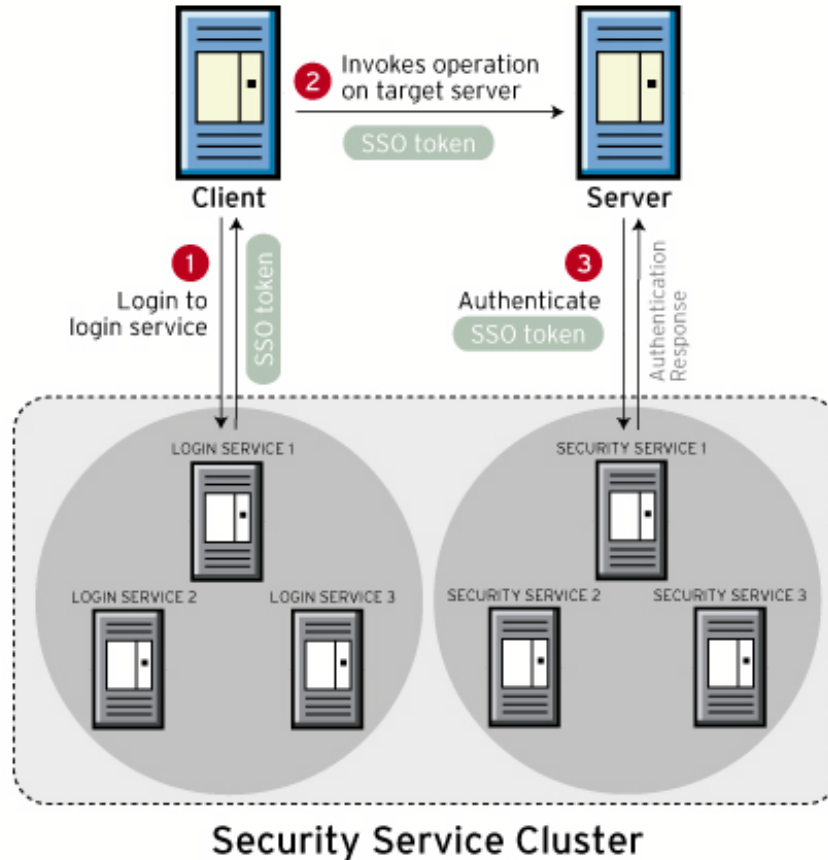 2 Invokes operation
on target server
SSO token
Client
Server
1
Login to
login service
SSO token
3
Authenticate
SSO token
Authentication
Response
LOGIN SERVICE 1
LOGIN SERVICE 2
LOGIN SERVICE 3
SECURITY SERVICE 1
SECURITY SERVICE 2
SECURITY SERVICE 3
Security Service Cluster